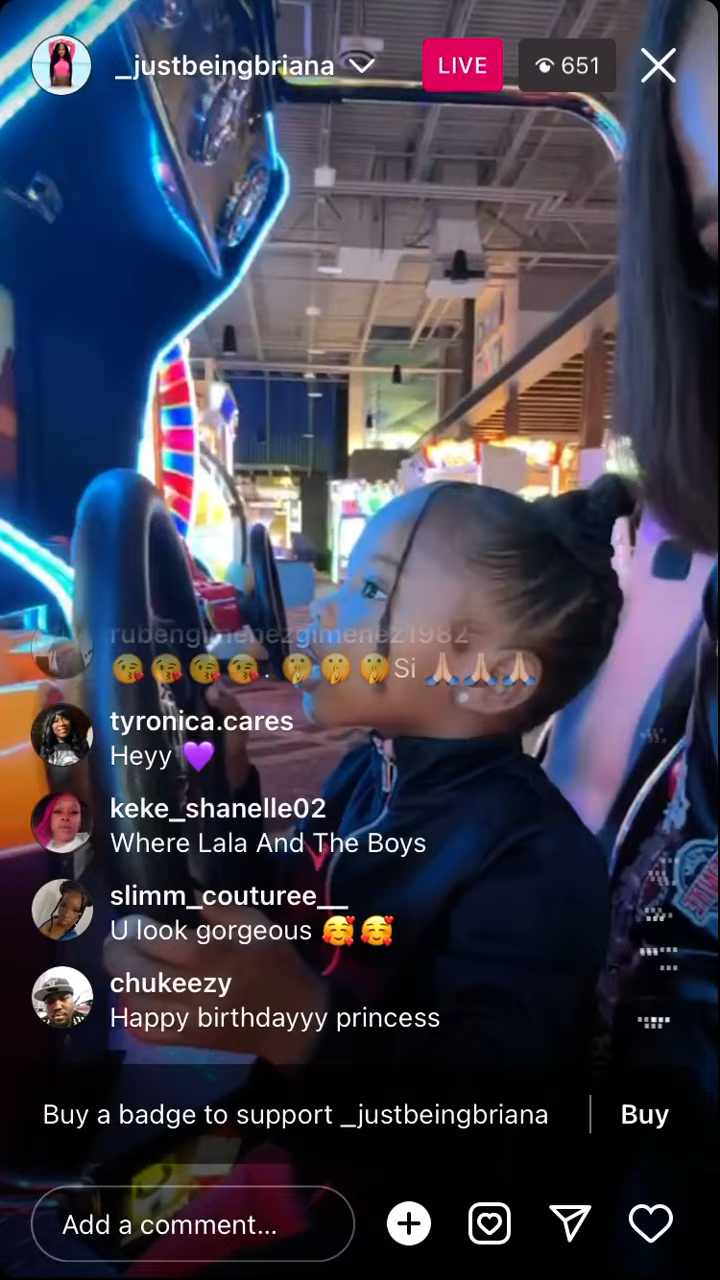 _justbeingbriana
LIVE
651
rubengimenezgimenez1982
😘😘😘😘. 🤫🤫🤫Si 🙏🏼🙏🏼🙏🏼
tyronica.cares
Heyy 💜
keke_shanelle02
Where Lala And The Boys
slimm_couturee__
U look gorgeous 🥰🥰
chukeezy
Happy birthdayyy princess
Buy a badge to support _justbeingbriana
Buy
Add a comment...